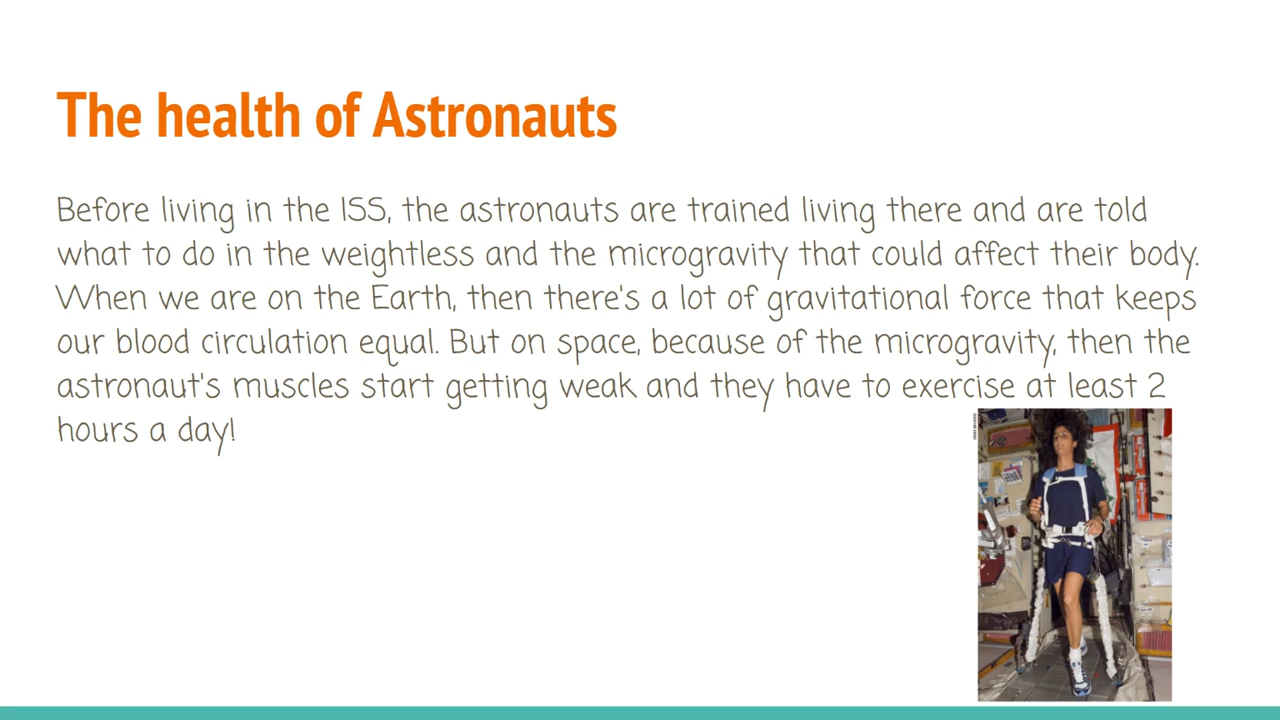 The health of Astronauts
Before living in the ISS, the astronauts are trained living there and are told
what to do in the weightless and the microgravity that could affect their body.
When we are on the Earth, then there's a lot of gravitational force that keeps
our blood circulation equal. But on space, because of the microgravity, then the
astronaut's muscles start getting weak and they have to exercise at least 2
hours a day!